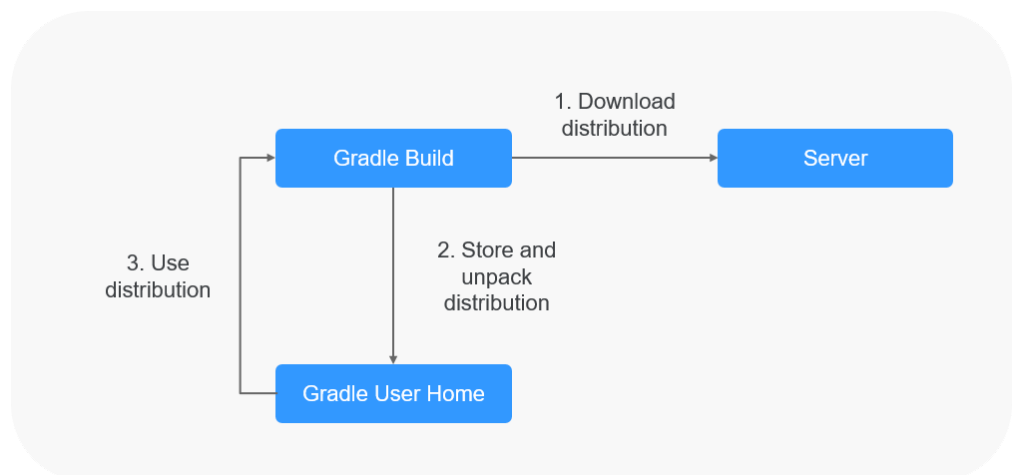 1. Download
distribution
Gradle Build
Server
3. Use
distribution
2. Store and
unpack
distribution
Gradle User Home